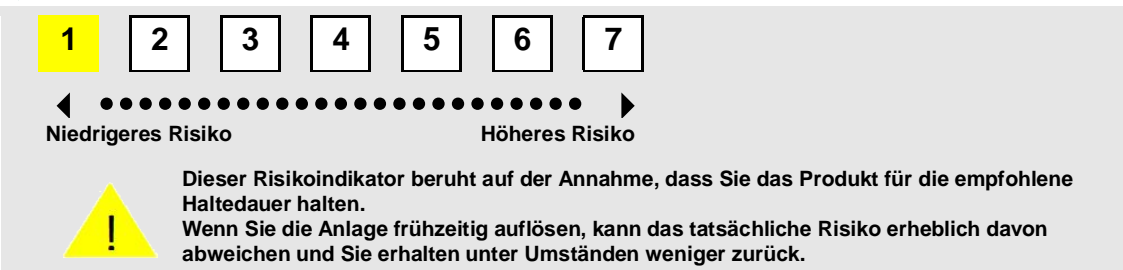 1 2 3 4 5 6 7
Niedrigeres Risiko Höheres Risiko
Dieser Risikoindikator beruht auf der Annahme, dass Sie das Produkt für die empfohlene
Haltedauer halten.
Wenn Sie die Anlage frühzeitig auflösen, kann das tatsächliche Risiko erheblich davon
abweichen und Sie erhalten unter Umständen weniger zurück.
!